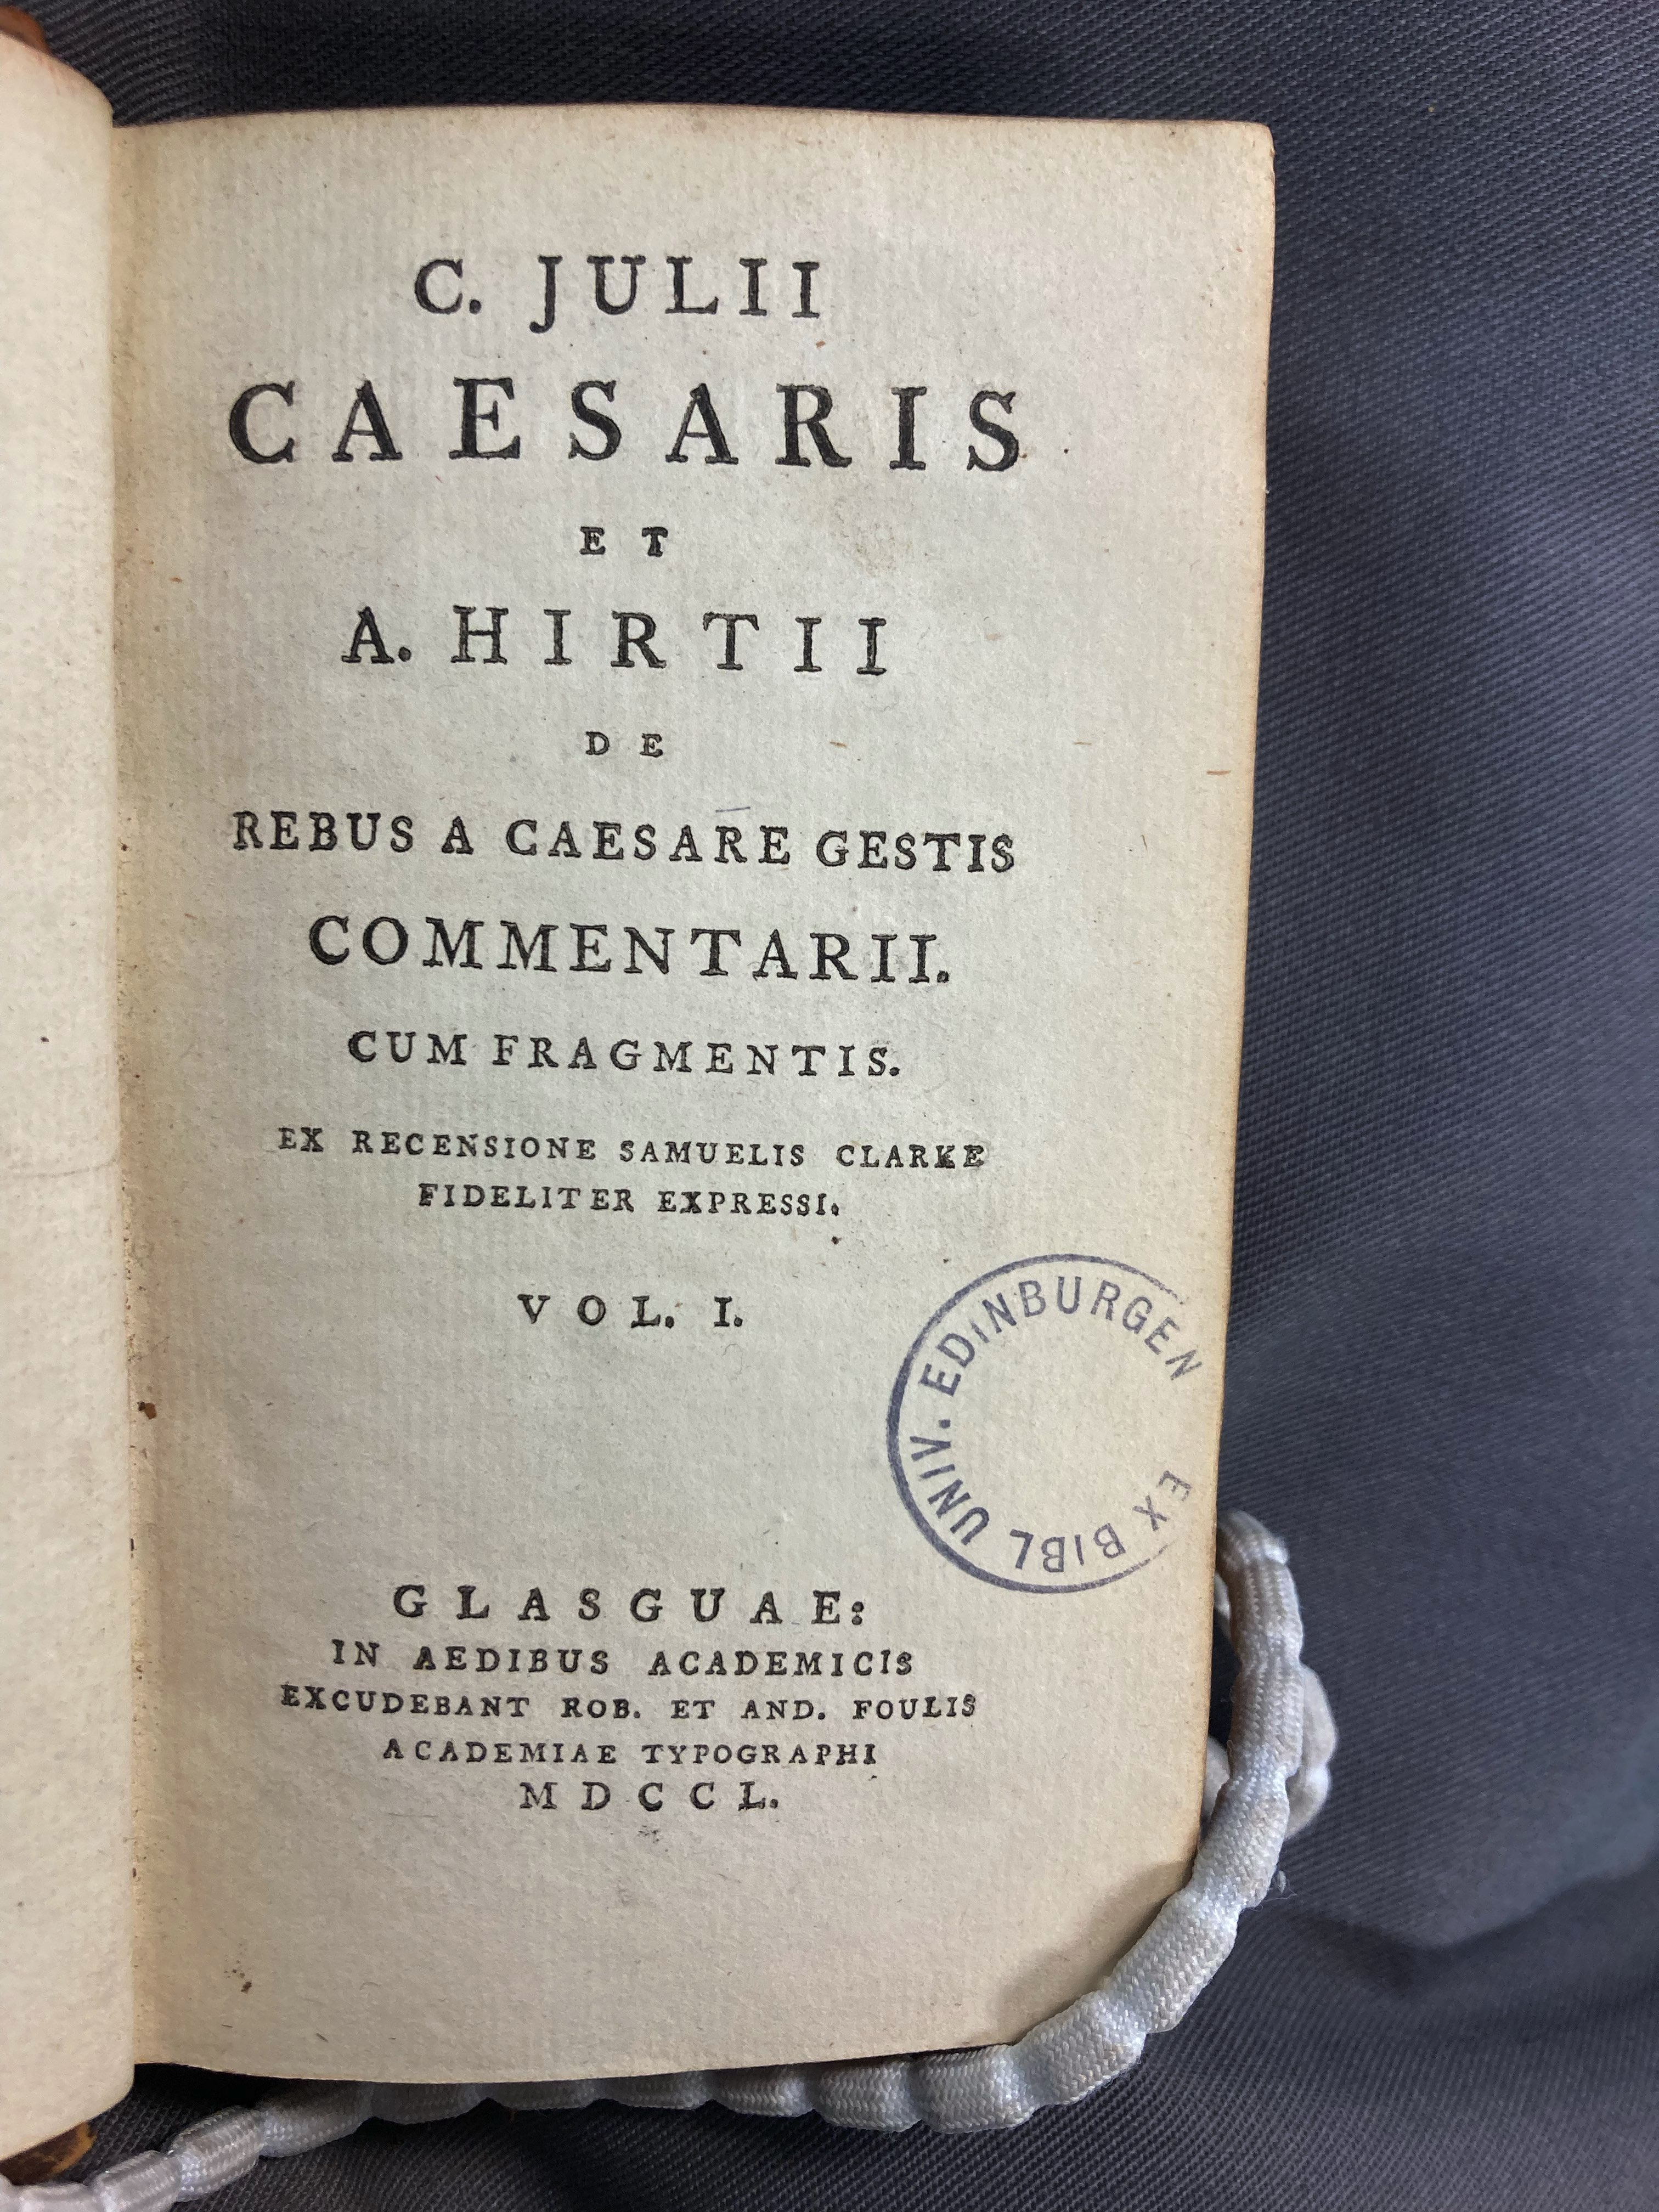 C. JULII
CAESARIS
ET
A. HIRTII
DE
REBUS A CAESARE GESTIS
COMMENTARII.
CUM FRAGMENTIS.
EX RECENSIONE SAMUELIS CLARKE
FIDELITER EXPRESSI.
VOL. I.
EX BIBL UNIV. EDINBURGEN
GLASGUAE:
IN AEDIBUS ACADEMICIS
EXCUDEBANT ROB. ET AND. FOULIS
ACADEMIAE TYPOGRAPHI
MDCCL.